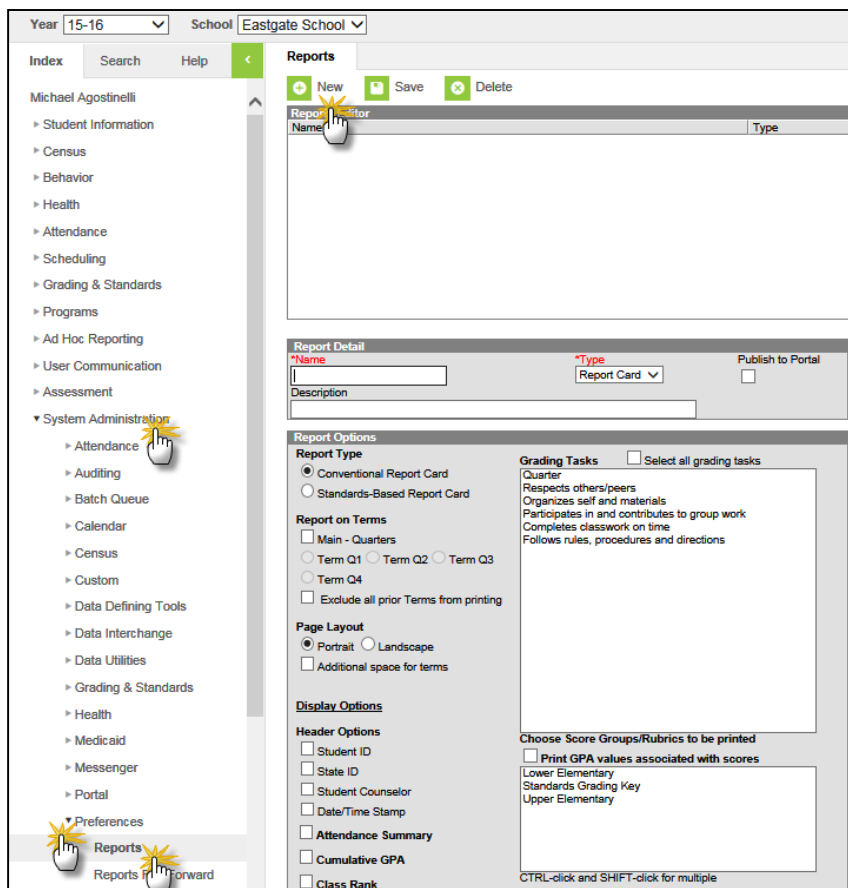 Year 15-16 School Eastgate School
Index Search Help
Michael Agostinelli
Student Information
Census
Behavior
Health
Attendance
Scheduling
Grading & Standards
Programs
Ad Hoc Reporting
User Communication
Assessment
System Administration
Attendance
Auditing
Batch Queue
Calendar
Census
Custom
Data Defining Tools
Data Interchange
Data Utilities
Grading & Standards
Health
Medicaid
Messenger
Portal
Preferences
Reports
Reports Forward
Reports
New Save Delete
Name Type
Report Detail
*Name *Type Publish to Portal
Report Card
Description
Report Options
Report Type
Conventional Report Card
Standards-Based Report Card
Report on Terms
Main - Quarters
Term Q1 Term Q2 Term Q3
Term Q4
Exclude all prior Terms from printing
Page Layout
Portrait Landscape
Additional space for terms
Display Options
Header Options
Student ID
State ID
Student Counselor
Date/Time Stamp
Attendance Summary
Cumulative GPA
Class Rank
Grading Tasks Select all grading tasks
Quarter
Respects others/peers
Organizes self and materials
Participates in and contributes to group work
Completes classwork on time
Follows rules, procedures and directions
Choose Score Groups/Rubrics to be printed
Print GPA values associated with scores
Lower Elementary
Standards Grading Key
Upper Elementary
CTRL-click and SHIFT-click for multiple